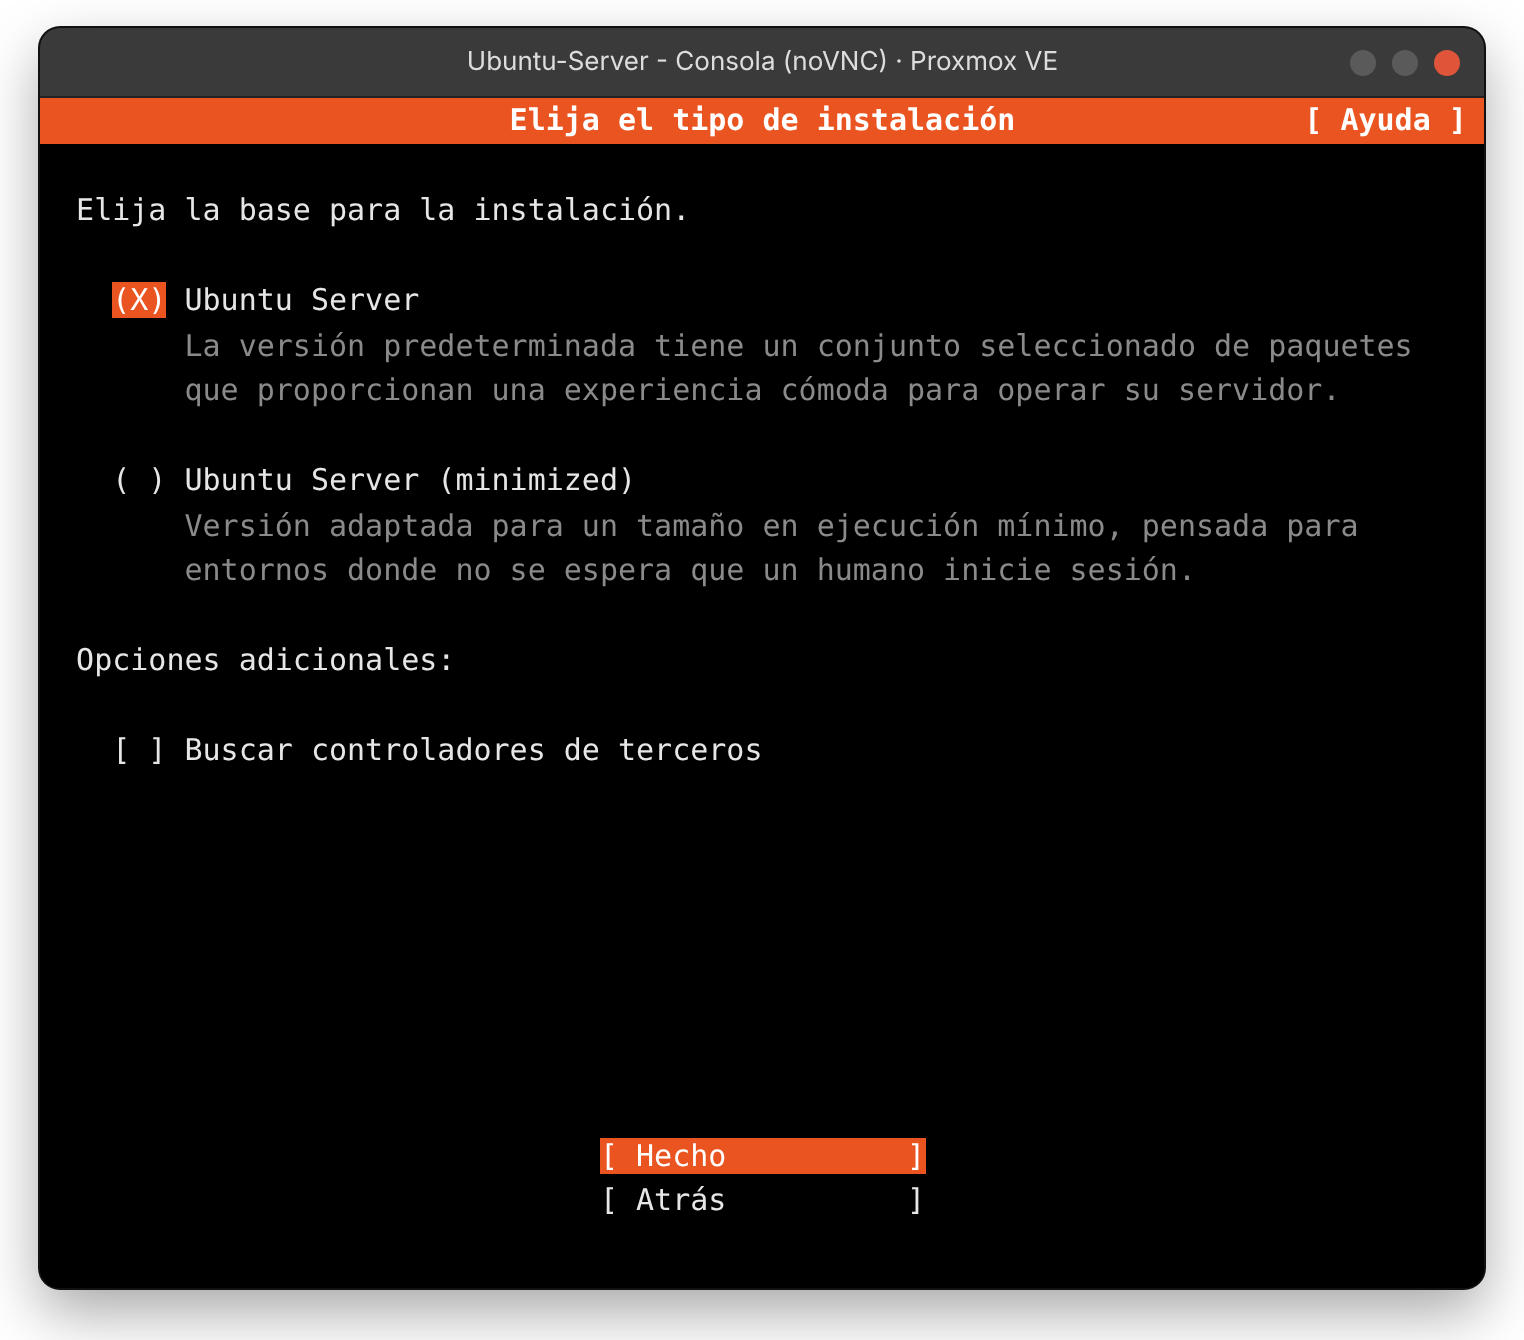 Ubuntu-Server - Consola (noVNC) · Proxmox VE
Elija el tipo de instalación [ Ayuda ]
Elija la base para la instalación.
(X) Ubuntu Server
La versión predeterminada tiene un conjunto seleccionado de paquetes
que proporcionan una experiencia cómoda para operar su servidor.
( ) Ubuntu Server (minimized)
Versión adaptada para un tamaño en ejecución mínimo, pensada para
entornos donde no se espera que un humano inicie sesión.
Opciones adicionales:
[ ] Buscar controladores de terceros
[ Hecho ]
[ Atrás ]